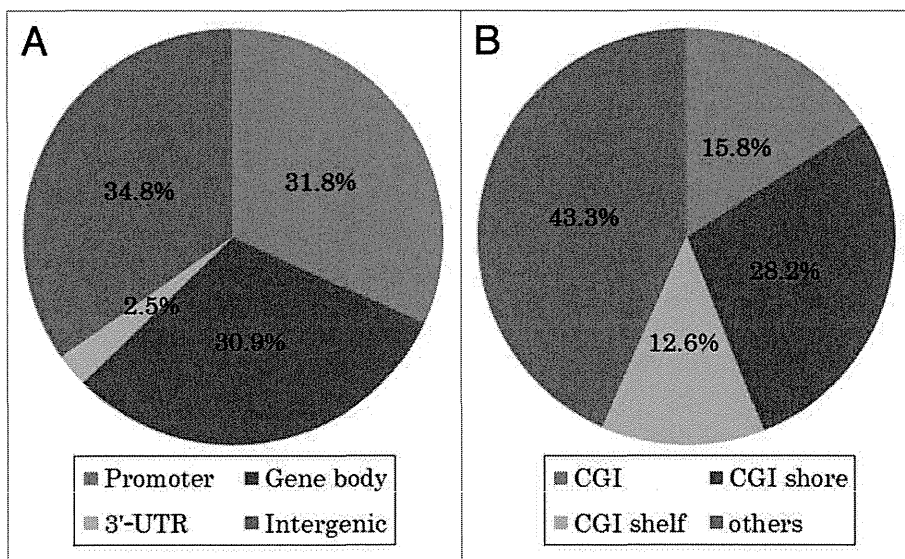 A
34.8%
31.8%
2.5%
30.9%
Promoter
Gene body
3'-UTR
Intergenic
B
15.8%
43.3%
28.2%
12.6%
CGI
CGI shore
CGI shelf
others